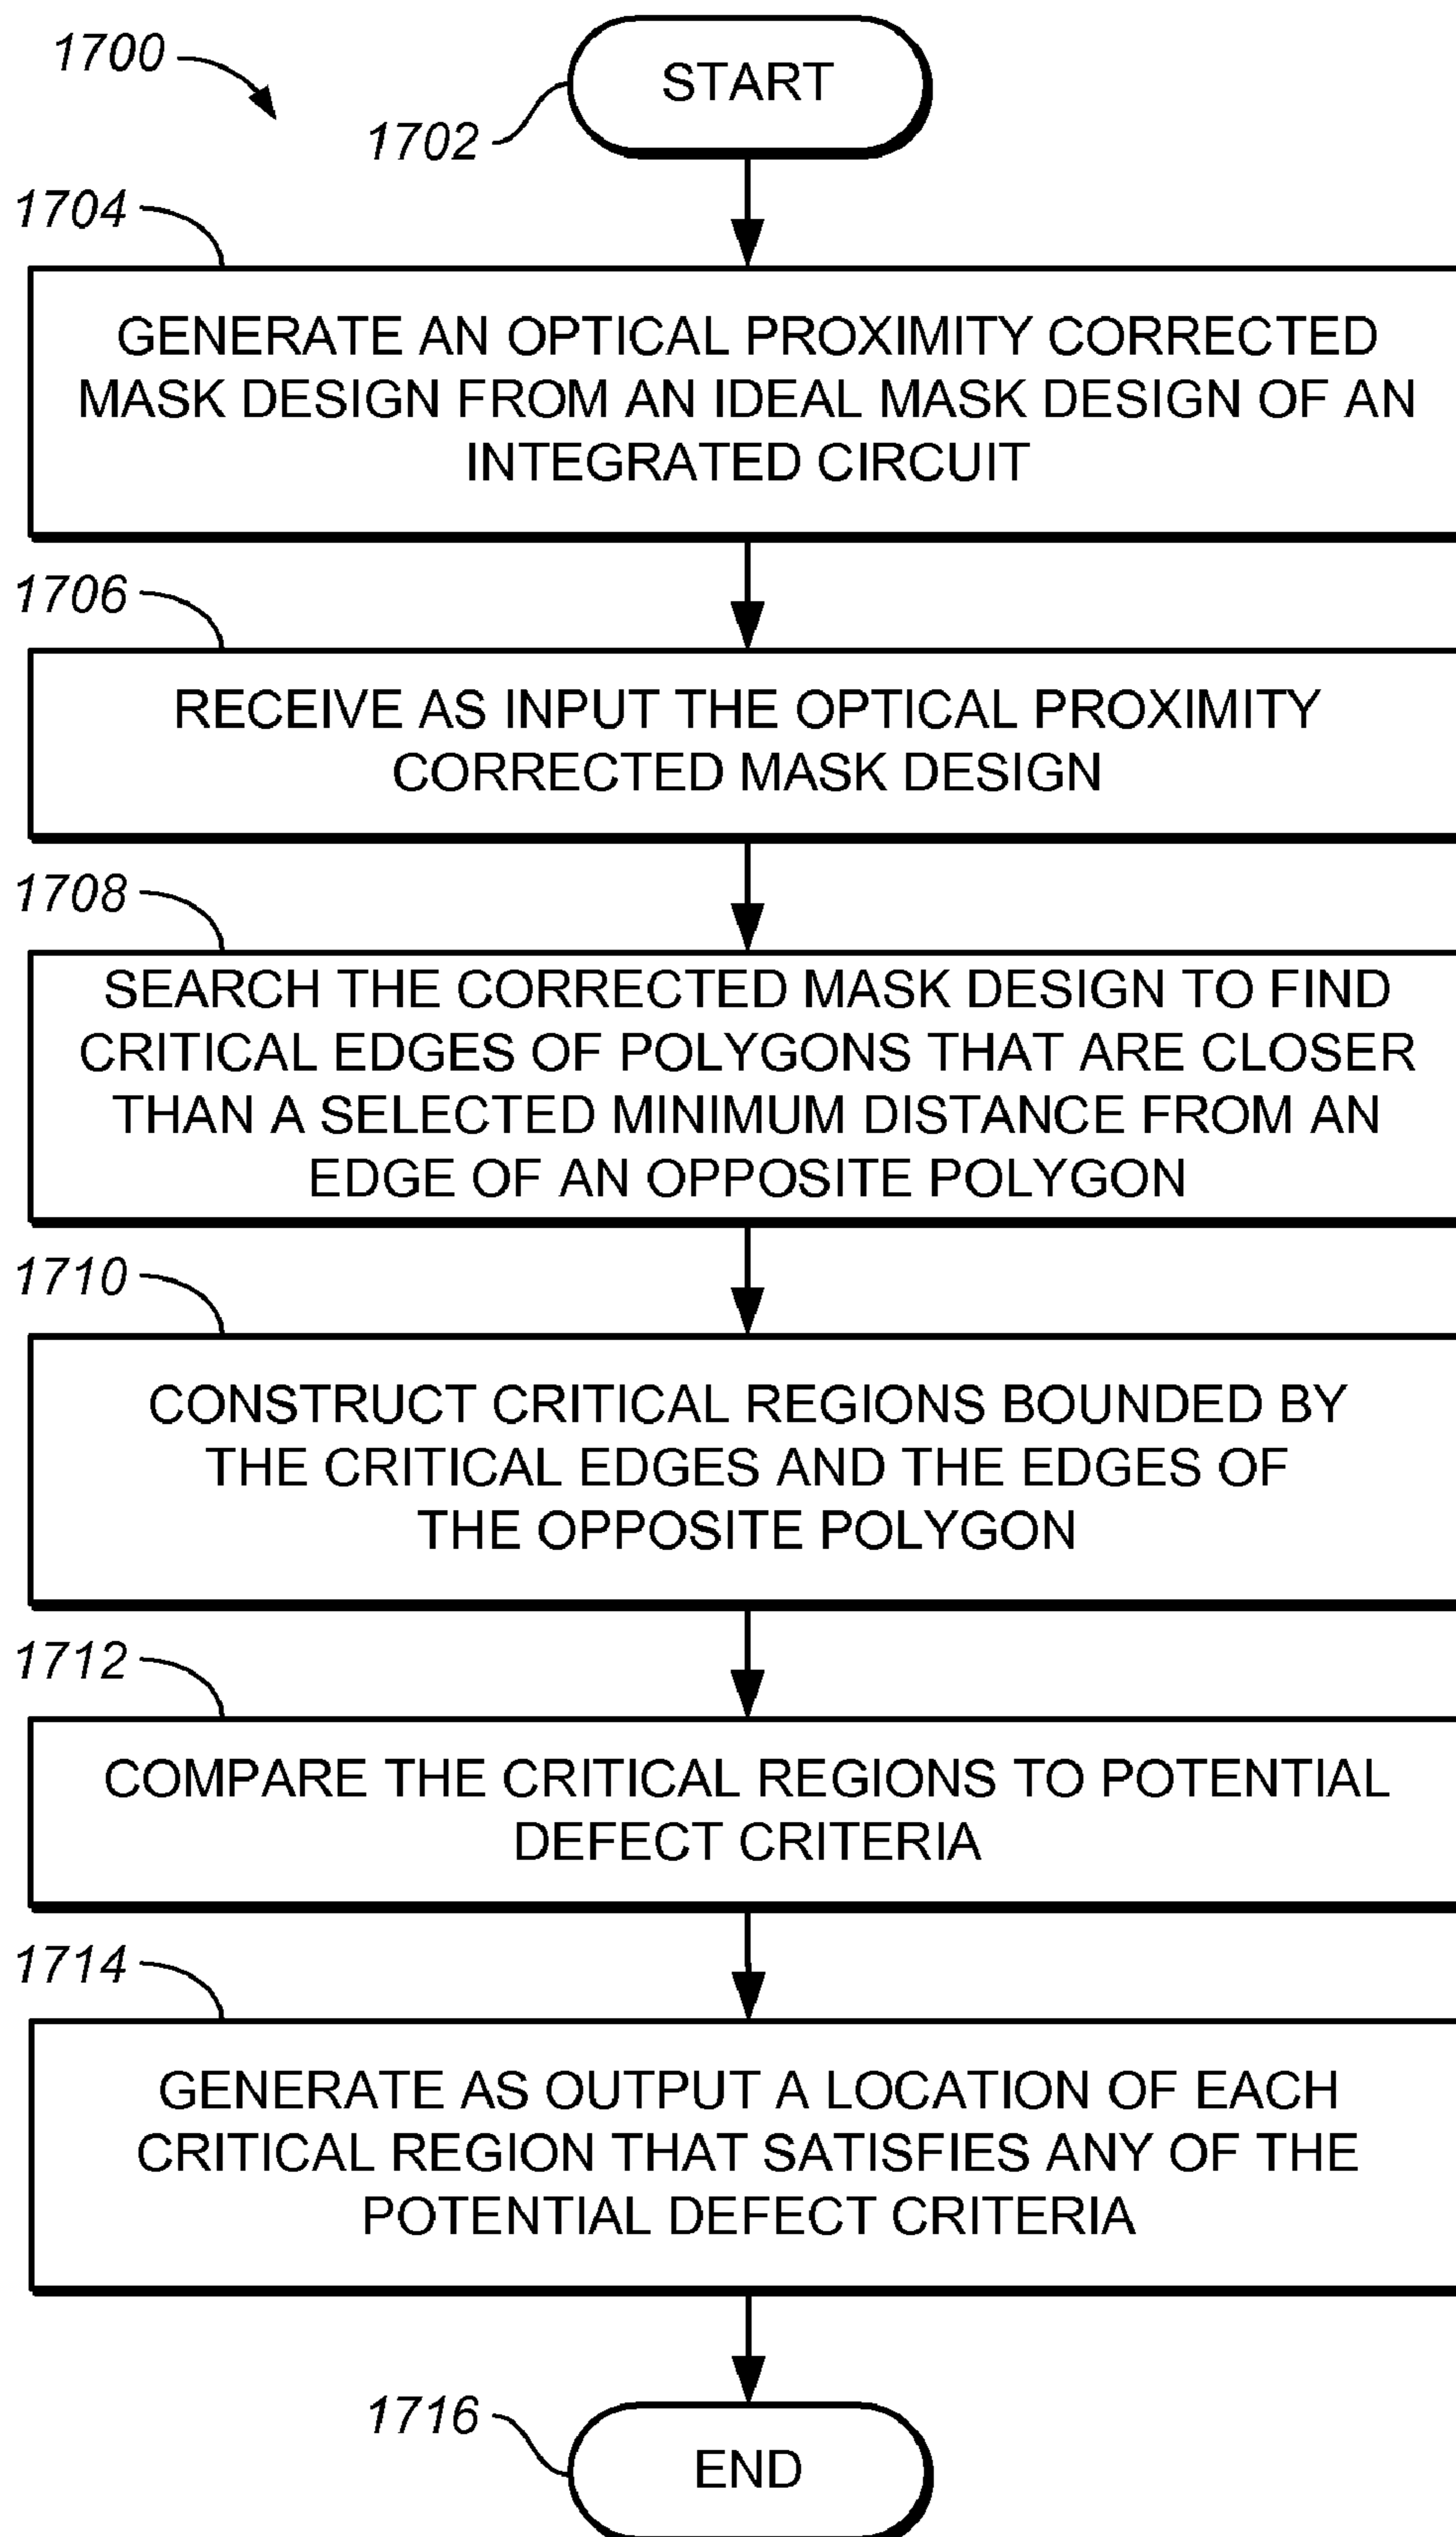 1700
START
1702
1704
GENERATE AN OPTICAL PROXIMITY CORRECTED
MASK DESIGN FROM AN IDEAL MASK DESIGN OF AN
INTEGRATED CIRCUIT
1706
RECEIVE AS INPUT THE OPTICAL PROXIMITY
CORRECTED MASK DESIGN
1708
SEARCH THE CORRECTED MASK DESIGN TO FIND
CRITICAL EDGES OF POLYGONS THAT ARE CLOSER
THAN A SELECTED MINIMUM DISTANCE FROM AN
EDGE OF AN OPPOSITE POLYGON
1710
CONSTRUCT CRITICAL REGIONS BOUNDED BY
THE CRITICAL EDGES AND THE EDGES OF
THE OPPOSITE POLYGON
1712
COMPARE THE CRITICAL REGIONS TO POTENTIAL
DEFECT CRITERIA
1714
GENERATE AS OUTPUT A LOCATION OF EACH
CRITICAL REGION THAT SATISFIES ANY OF THE
POTENTIAL DEFECT CRITERIA
1716
END